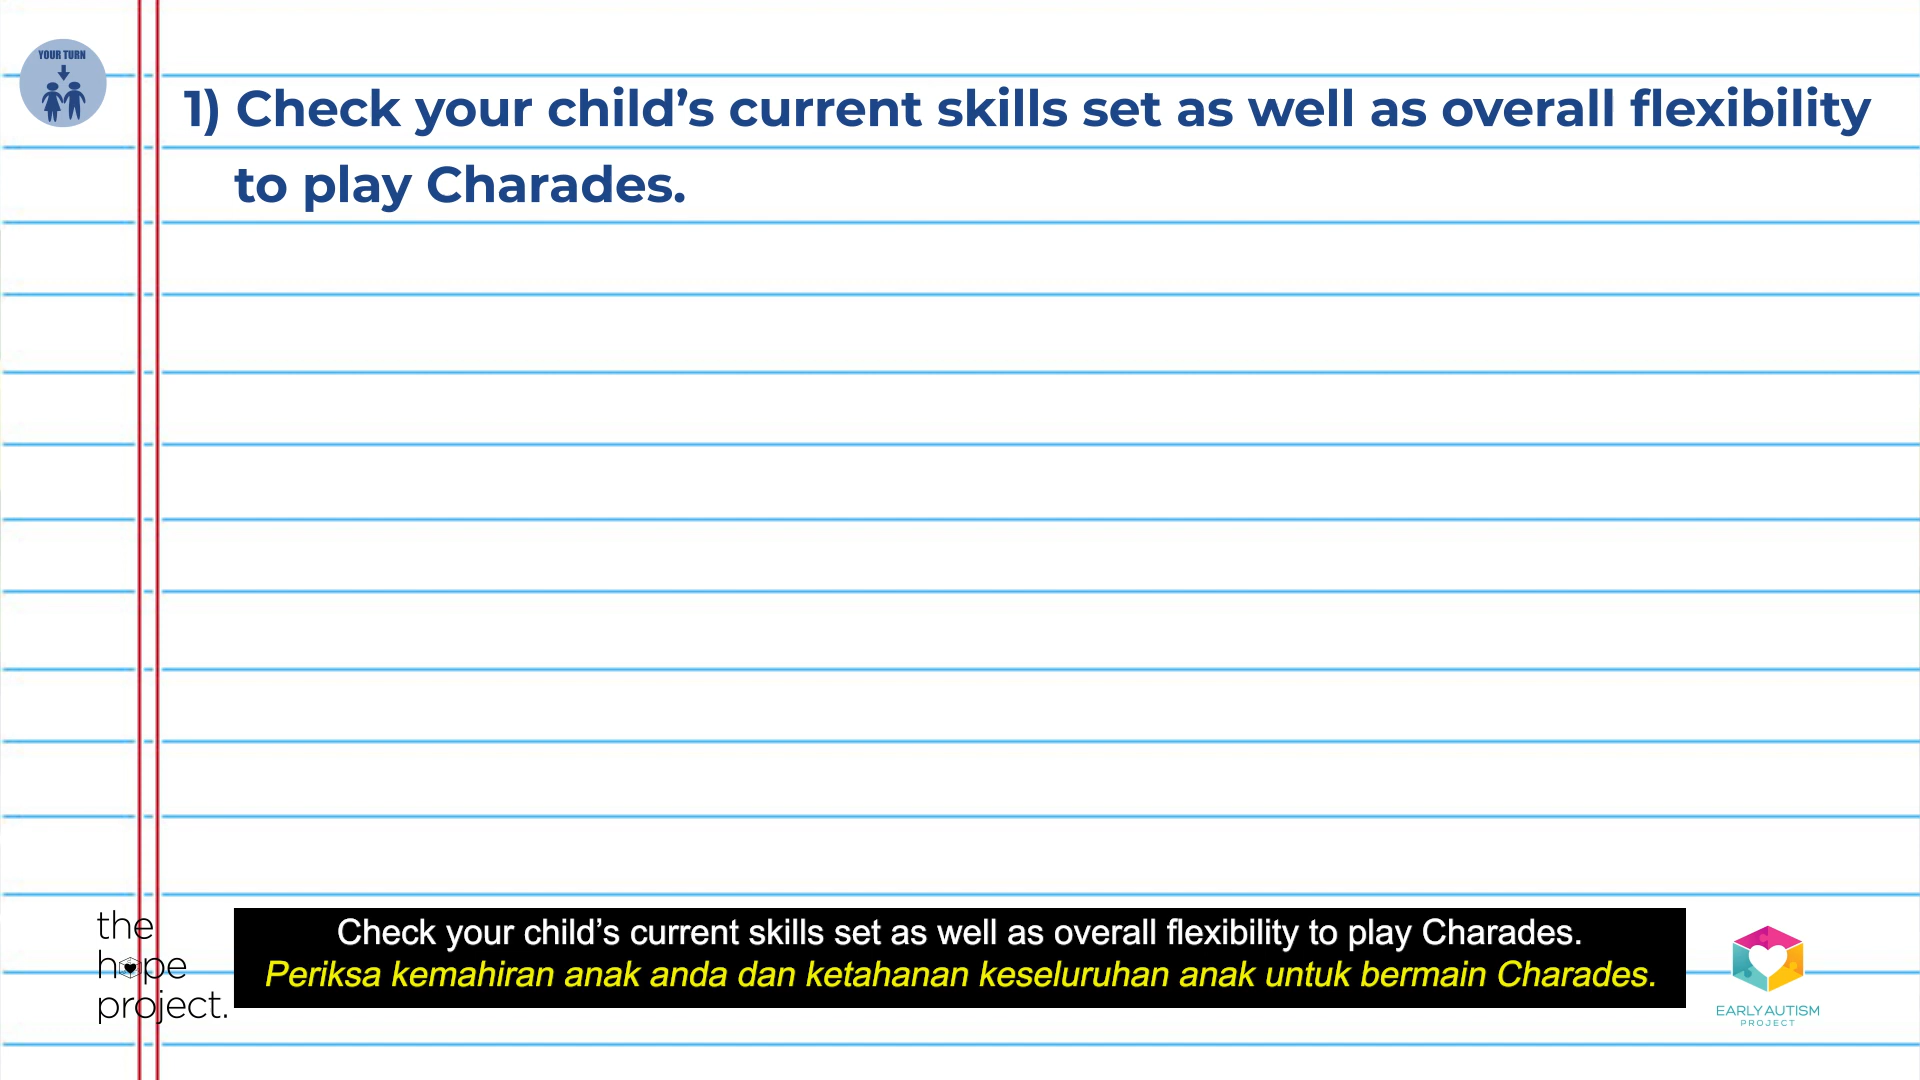 YOUR TURN
1) Check your child’s current skills set as well as overall flexibility
to play Charades.
the
hope
project.
Check your child’s current skills set as well as overall flexibility to play Charades.
Periksa kemahiran anak anda dan ketahanan keseluruhan anak untuk bermain Charades.
EARLY AUTISM
PROJECT